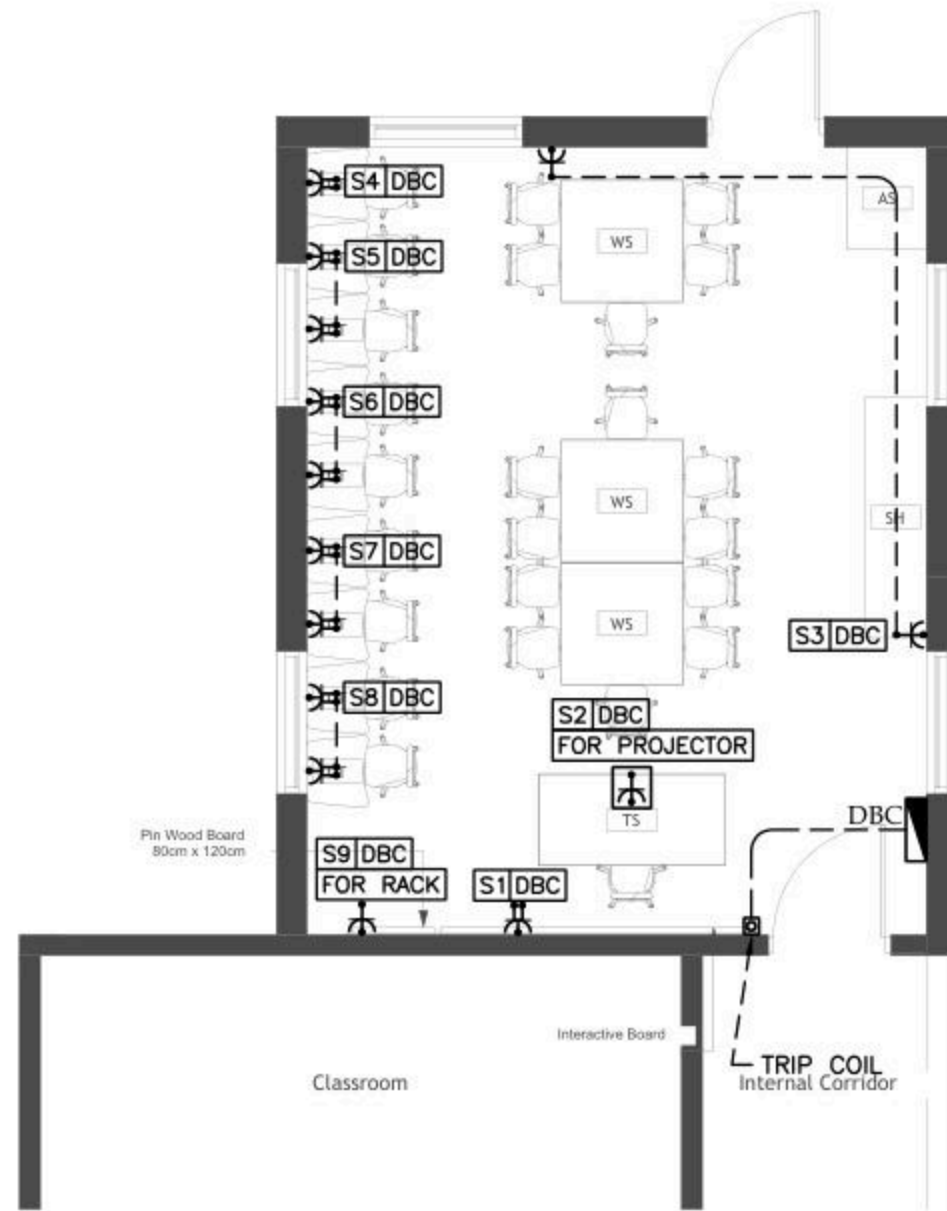 S4 DBC
AS
S5 DBC
WS
S6 DBC
WS
SH
S7 DBC
WS
S3 DBC
S8 DBC
S2 DBC
FOR PROJECTOR
TS
DBC
Pin Wood Board
80cm x 120cm
S9 DBC
FOR RACK
S1 DBC
Interactive Board
TRIP COIL
Classroom
Internal Corridor